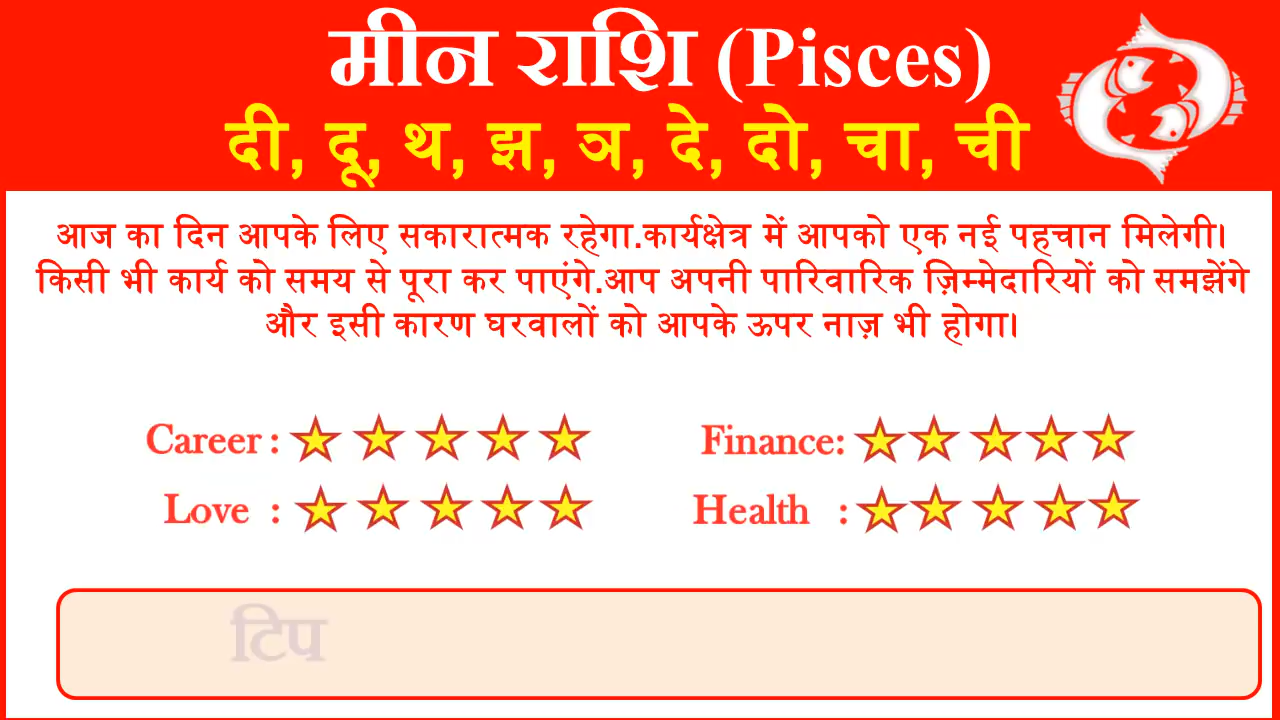 मीन राशि (Pisces)
दी, दू, थ, झ, ञ, दे, दो, चा, ची
आज का दिन आपके लिए सकारात्मक रहेगा.कार्यक्षेत्र में आपको एक नई पहचान मिलेगी।
किसी भी कार्य को समय से पूरा कर पाएंगे.आप अपनी पारिवारिक ज़िम्मेदारियों को समझेंगे
और इसी कारण घरवालों को आपके ऊपर नाज़ भी होगा।
Career :
Finance:
Love :
Health :
टिप